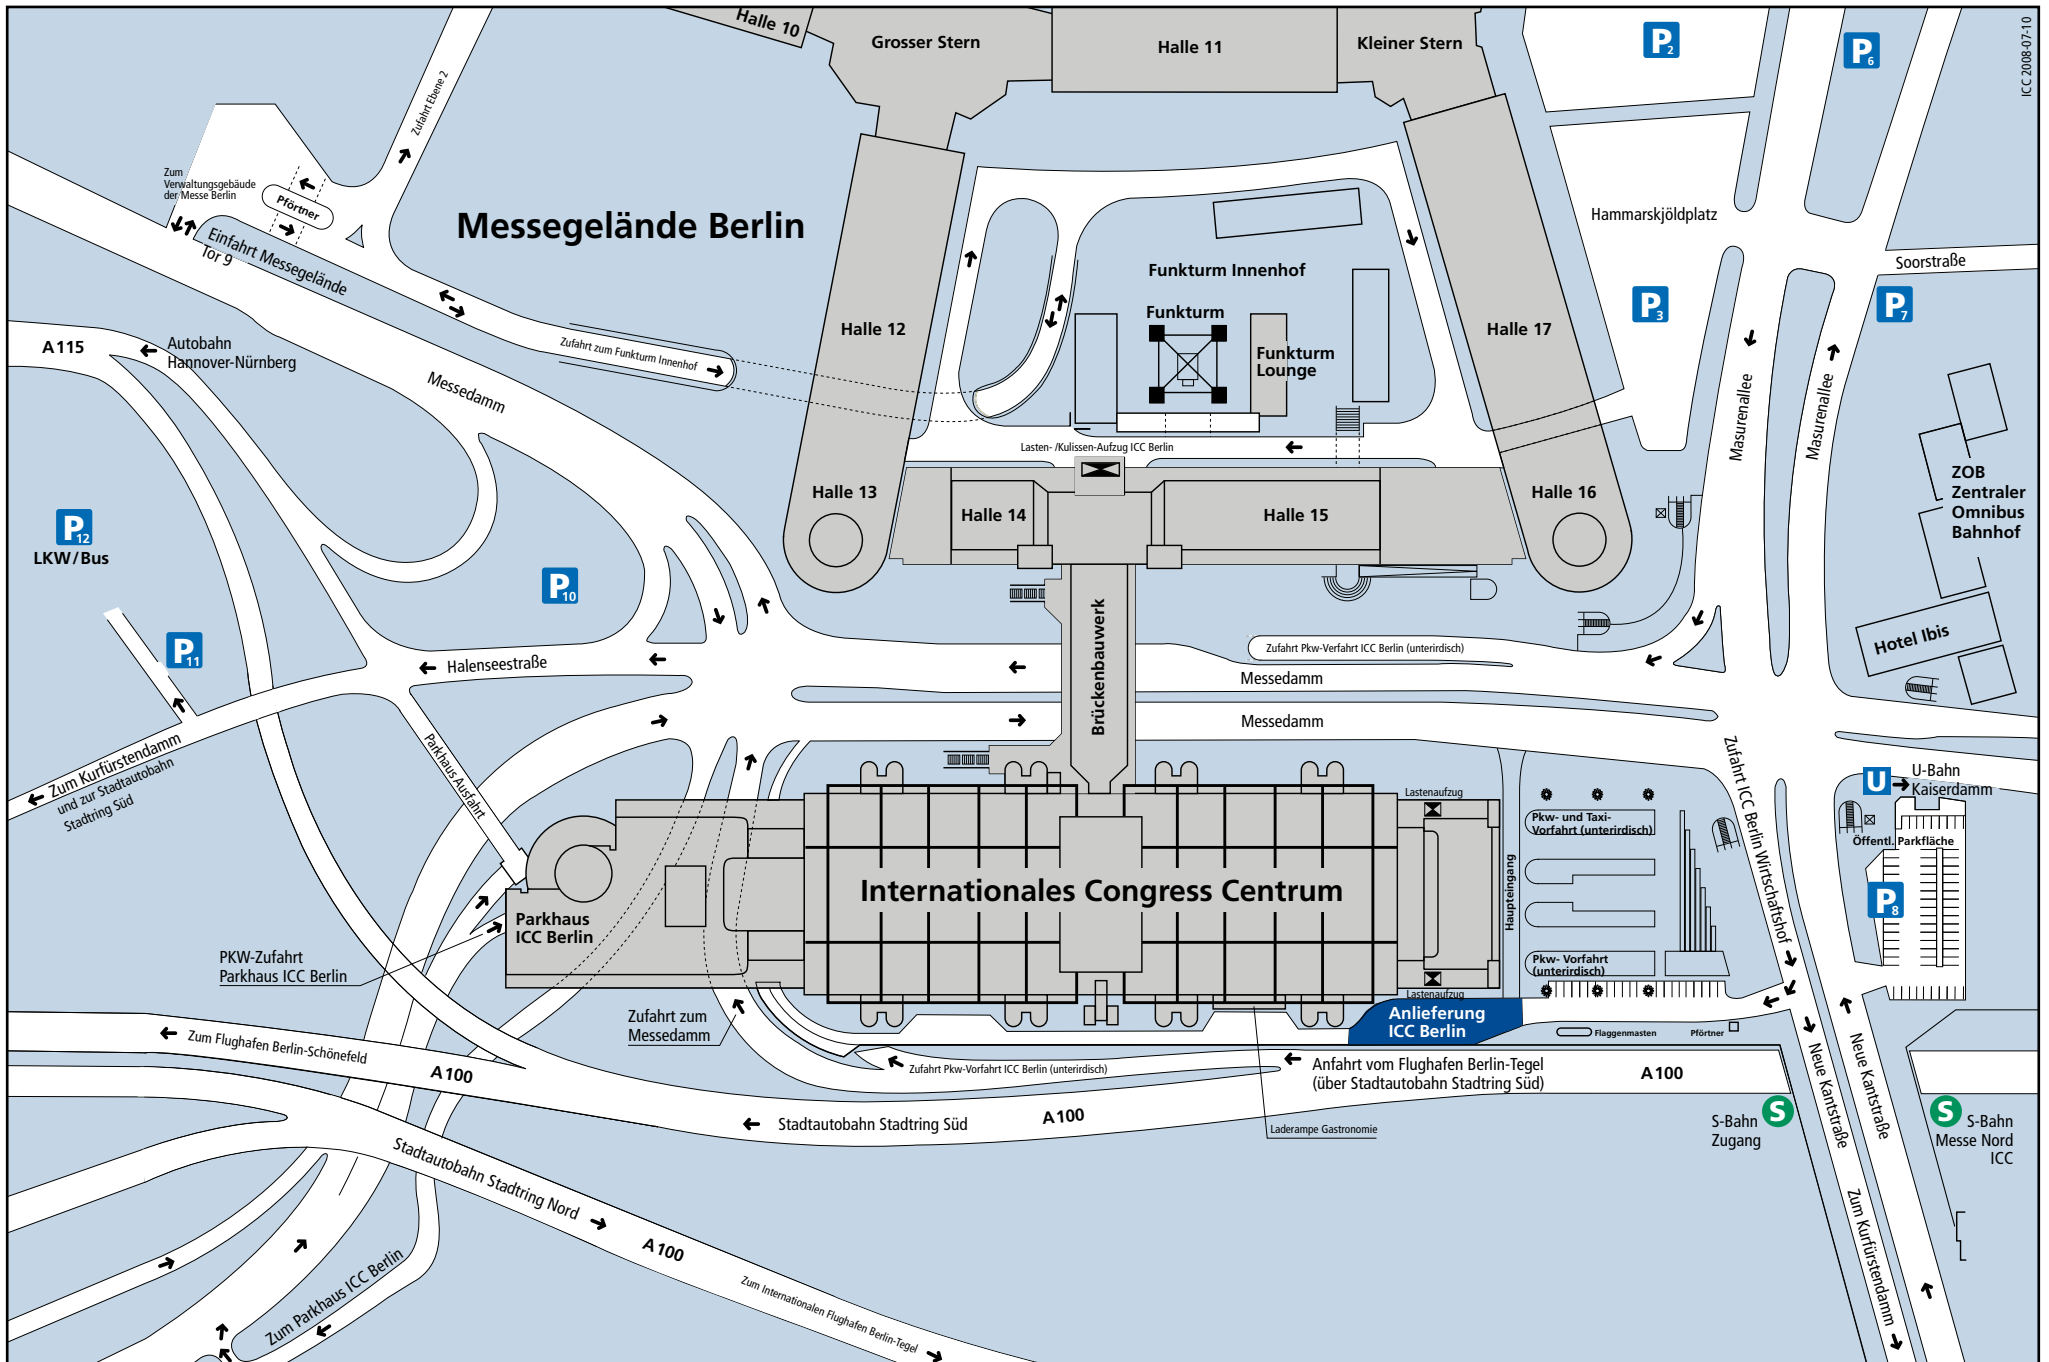 Halle 10
Grosser Stern
Halle 11
Kleiner Stern
P2
P6
ICC 2008-07-10
Zufahrt Ebene 2
Zum
Verwaltungsgebäude
der Messe Berlin
Pförtner
Einfahrt Messegelände
Tor 9
Messegelände Berlin
Hammarskjöldplatz
Soorstraße
Funkturm Innenhof
Funkturm
Funkturm
Lounge
Halle 12
Halle 17
P3
P7
A115
Autobahn
Hannover-Nürnberg
Zufahrt zum Funkturm Innenhof
Messedamm
Masurenallee
Masurenallee
Lasten- /Kulissen-Aufzug ICC Berlin
Halle 13
Halle 14
Halle 15
Halle 16
ZOB
Zentraler
Omnibus
Bahnhof
P12
LKW/Bus
P10
P11
Brückenbauwerk
Hotel Ibis
Halenseestraße
Zufahrt Pkw-Verfahrt ICC Berlin (unterirdisch)
Messedamm
Messedamm
Zum Kurfürstendamm
und zur Stadtautobahn
Stadtring Süd
Parkhaus Ausfahrt
Zufahrt ICC Berlin Wirtschaftshof
U
U-Bahn
Kaiserdamm
Lastenaufzug
Pkw- und Taxi-
Vorfahrt (unterirdisch)
Öffentl. Parkfläche
P8
Internationales Congress Centrum
Haupteingang
Parkhaus
ICC Berlin
PKW-Zufahrt
Parkhaus ICC Berlin
Pkw- Vorfahrt
(unterirdisch)
Lastenaufzug
Anlieferung
ICC Berlin
Flaggenmasten
Pförtner
Zufahrt zum
Messedamm
Zum Flughafen Berlin-Schönefeld
A100
Zufahrt Pkw-Vorfahrt ICC Berlin (unterirdisch)
Anfahrt vom Flughafen Berlin-Tegel
(über Stadtautobahn Stadtring Süd)
A100
Neue Kantstraße
Neue Kantstraße
Stadtautobahn Stadtring Süd
A100
Laderampe Gastronomie
S-Bahn
Zugang
S
S
S-Bahn
Messe Nord
ICC
Stadtautobahn Stadtring Nord
A100
Zum Kurfürstendamm
Zum Parkhaus ICC Berlin
Zum Internationalen Flughafen Berlin-Tegel